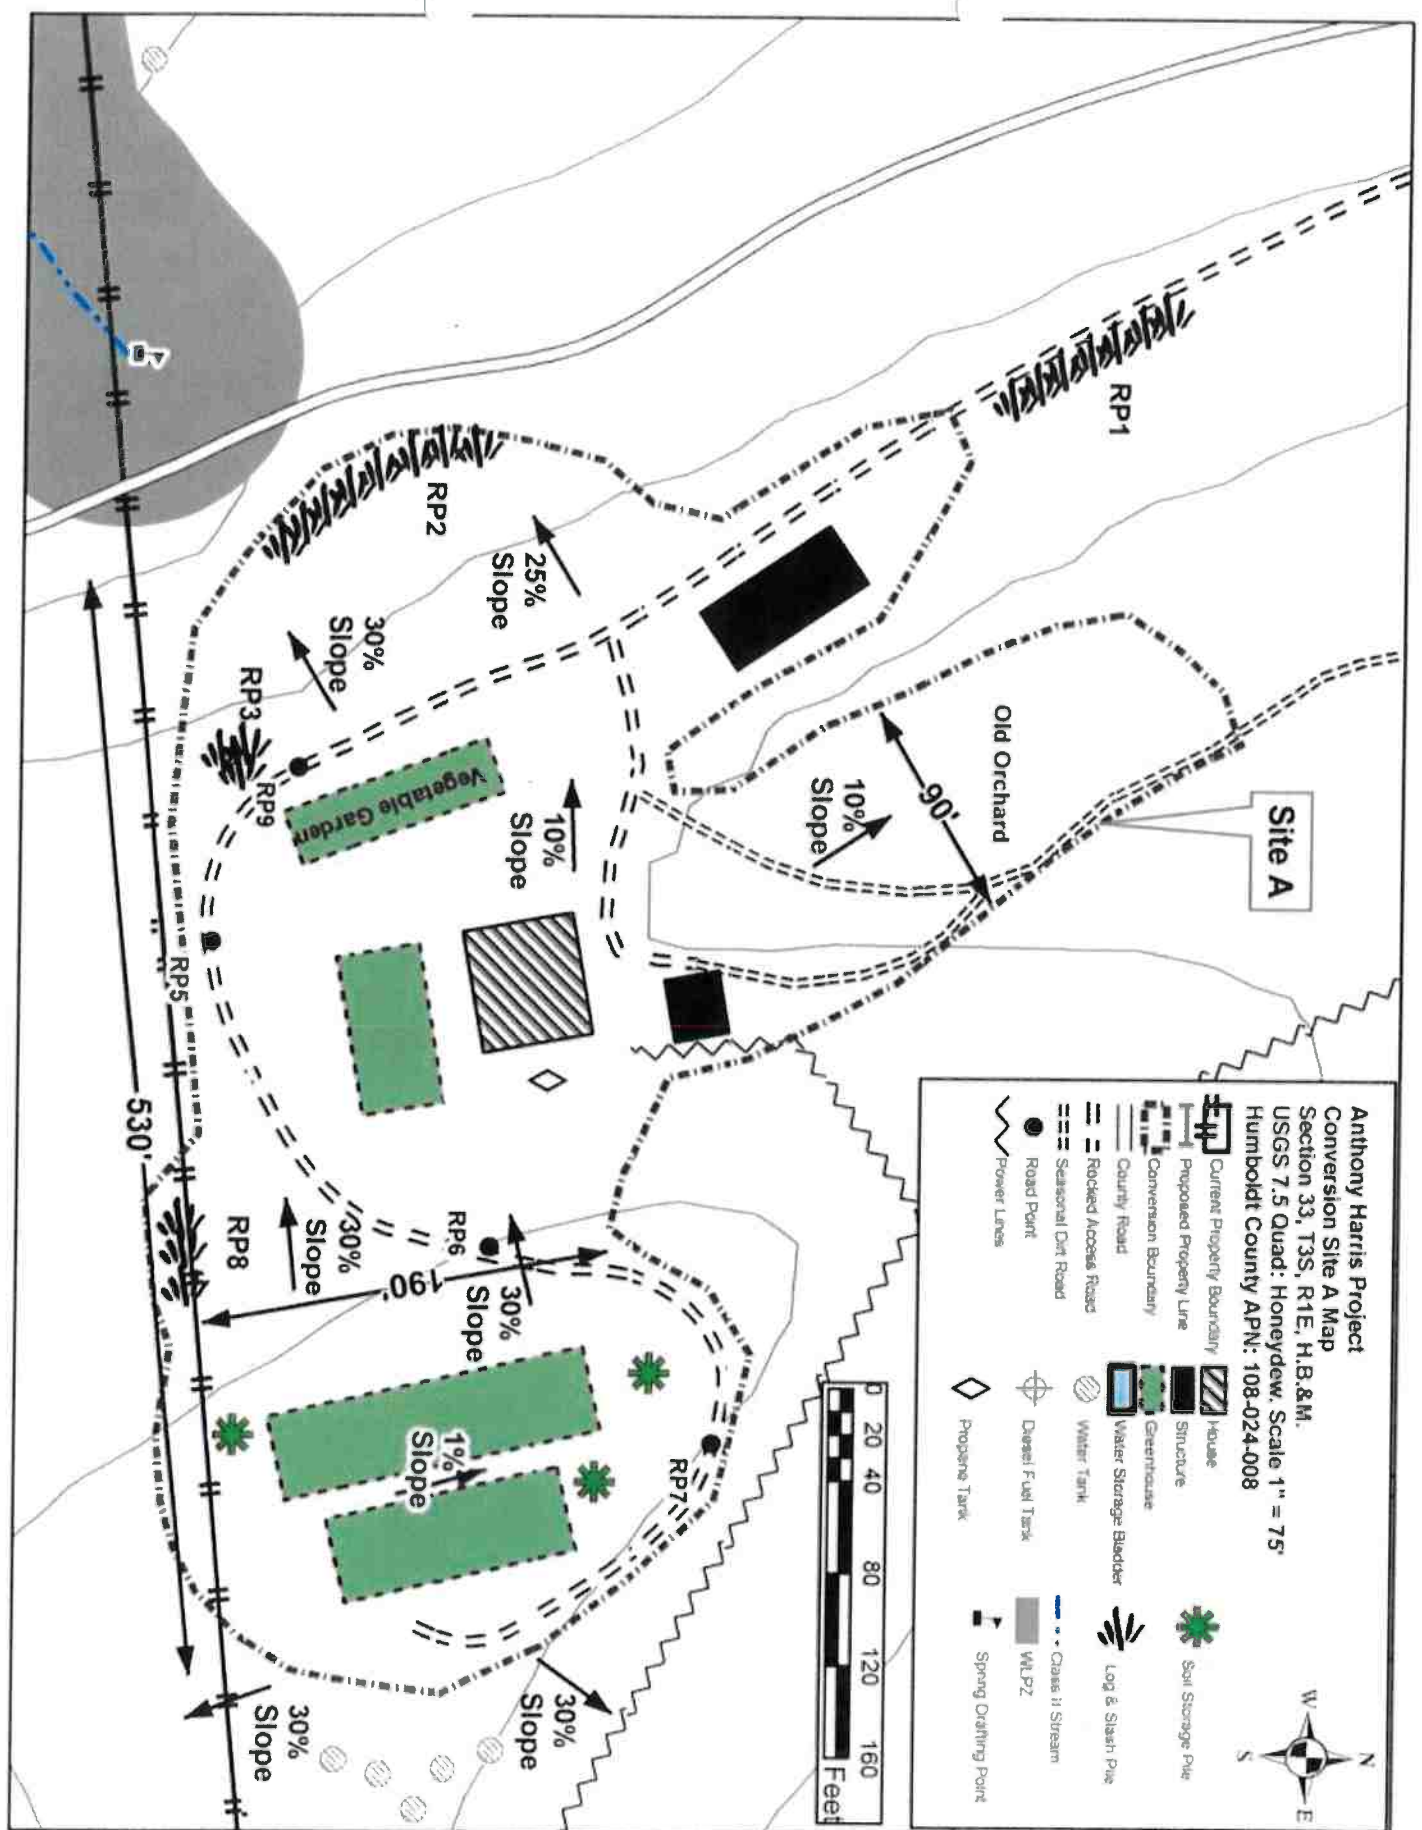 Anthony Harris Project
Conversion Site A Map
Section 33, T3S, R1E, H.B.&M.
USGS 7.5 Quad: Honeydew. Scale 1" = 75'
Humboldt County APN: 108-024-008
Current Property Boundary
Proposed Property Line
Conversion Boundary
County Road
Rocked Access Road
Seasonal Dirt Road
Road Point
Power Lines
House
Structure
Greenhouse
Water Storage Bladder
Water Tank
Diesel Fuel Tank
Propane Tank
Soil Storage Pile
Log & Slash Pile
Class II Stream
WLPZ
Spring Drafting Point
N
W
E
S
0 20 40 80 120 160
Feet
Site A
RP1
Old Orchard
90'
10%
Slope
RP2
25%
Slope
30%
Slope
RP3
RP9
Vegetable Garden
10%
Slope
RP5
530'
RP8
30%
Slope
RP6
190'
30%
Slope
RP7
1%
Slope
30%
Slope
30%
Slope